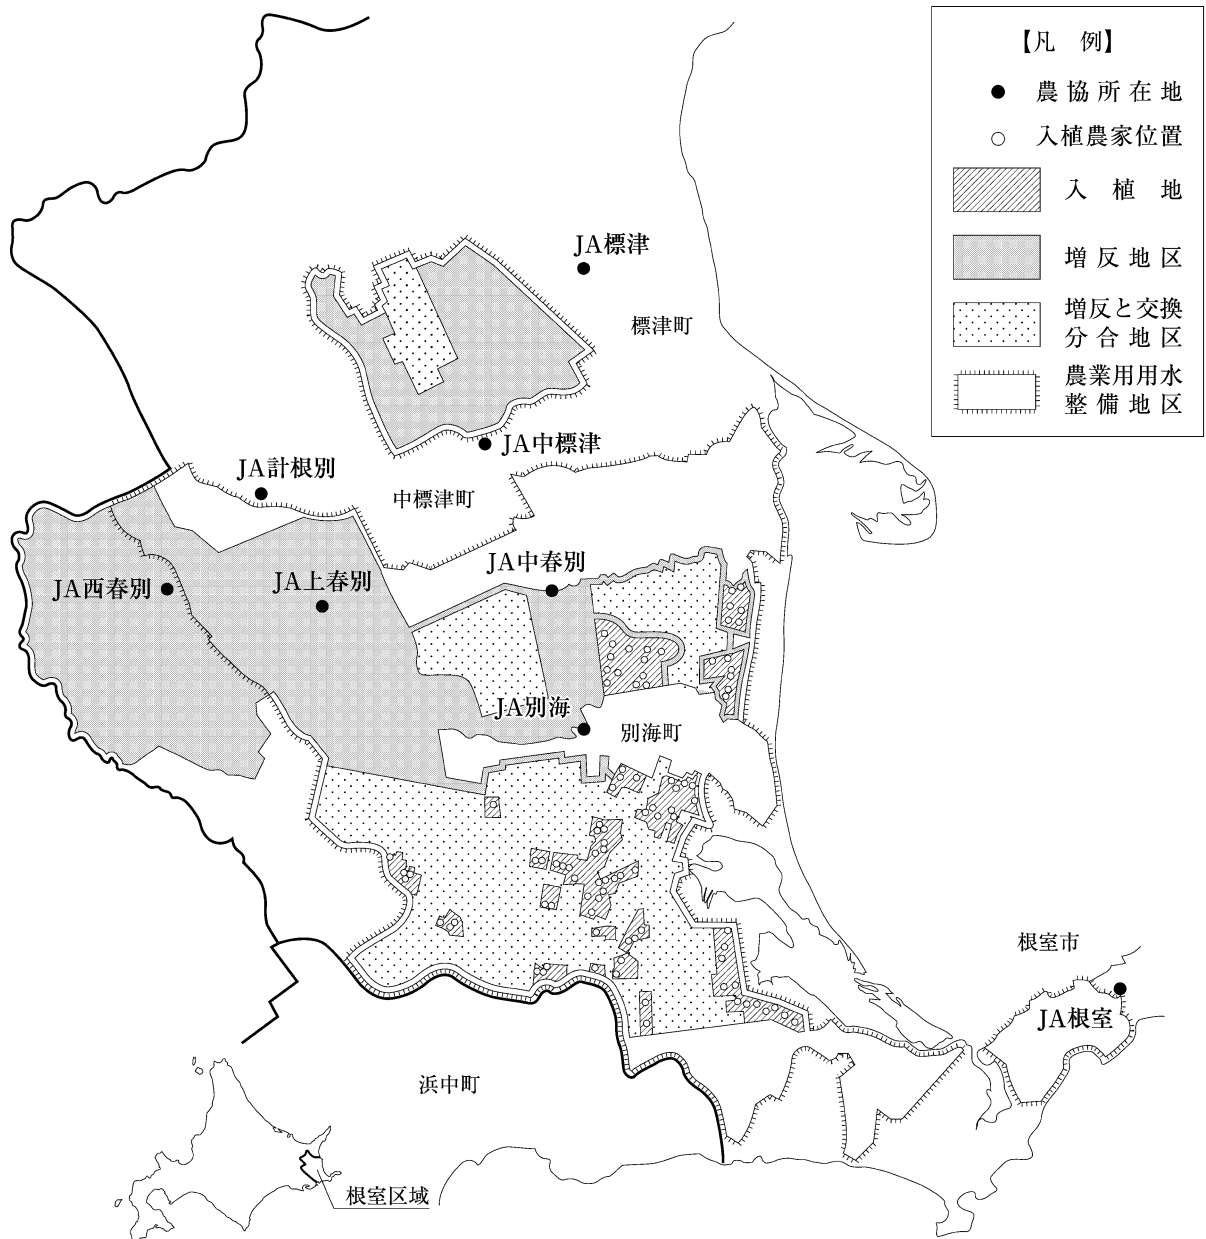 【凡 例】
農協所在地
入植農家位置
入植地
増反地区
増反と交換
分合地区
農業用用水
整備地区
JA標津
標津町
JA中標津
JA計根別
中標津町
JA中春別
JA西春別
JA上春別
JA別海
別海町
根室市
JA根室
浜中町
根室区域